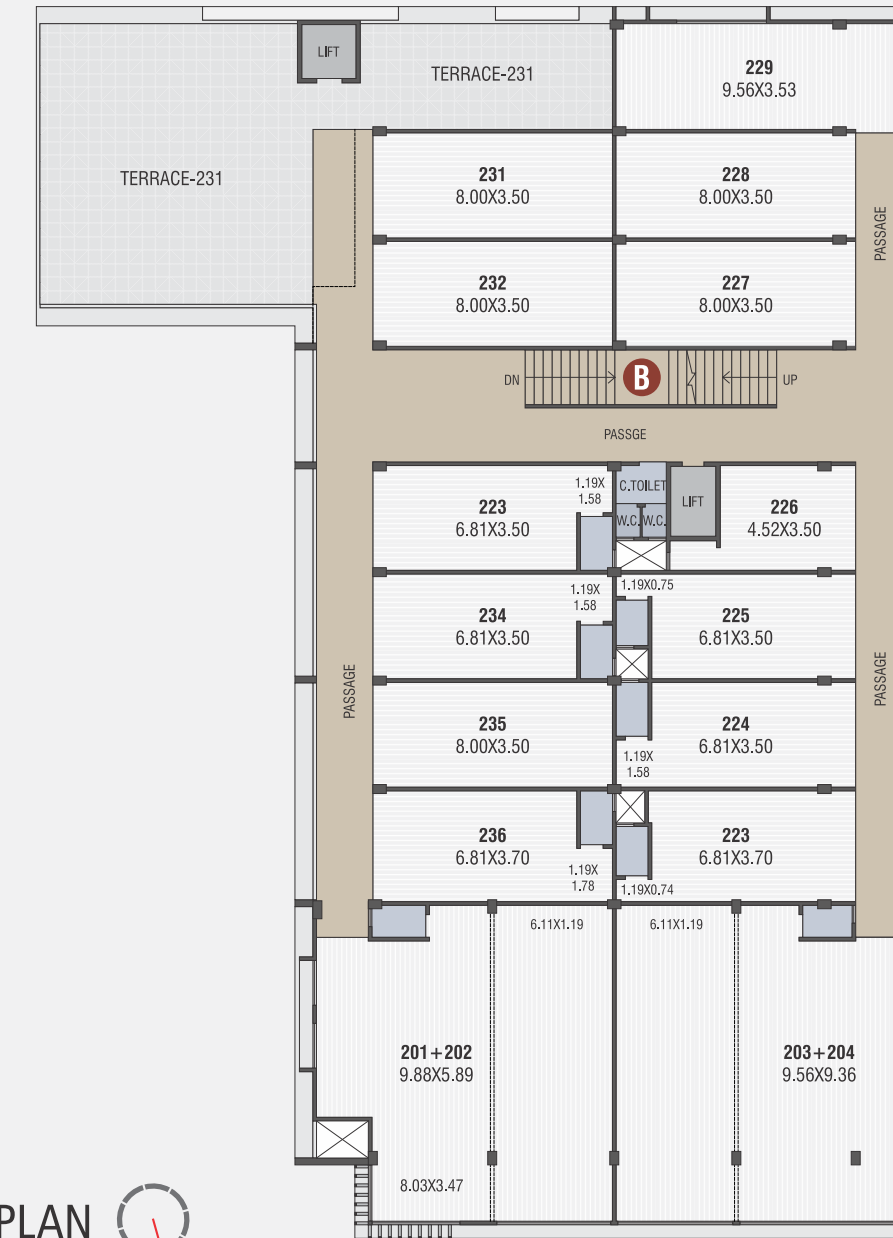 LIFT
TERRACE-231
229
9.56X3.53
TERRACE-231
231
8.00X3.50
228
8.00X3.50
PASSAGE
232
8.00X3.50
227
8.00X3.50
DN
B
UP
PASSGE
223
6.81X3.50
1.19X
1.58
C.TOILET
W.C.
W.C.
LIFT
226
4.52X3.50
234
6.81X3.50
1.19X
1.58
1.19X0.75
225
6.81X3.50
PASSAGE
PASSAGE
235
8.00X3.50
224
6.81X3.50
1.19X
1.58
236
6.81X3.70
1.19X
1.78
223
6.81X3.70
1.19X0.74
6.11X1.19
6.11X1.19
201+202
9.88X5.89
203+204
9.56X9.36
8.03X3.47
PLAN